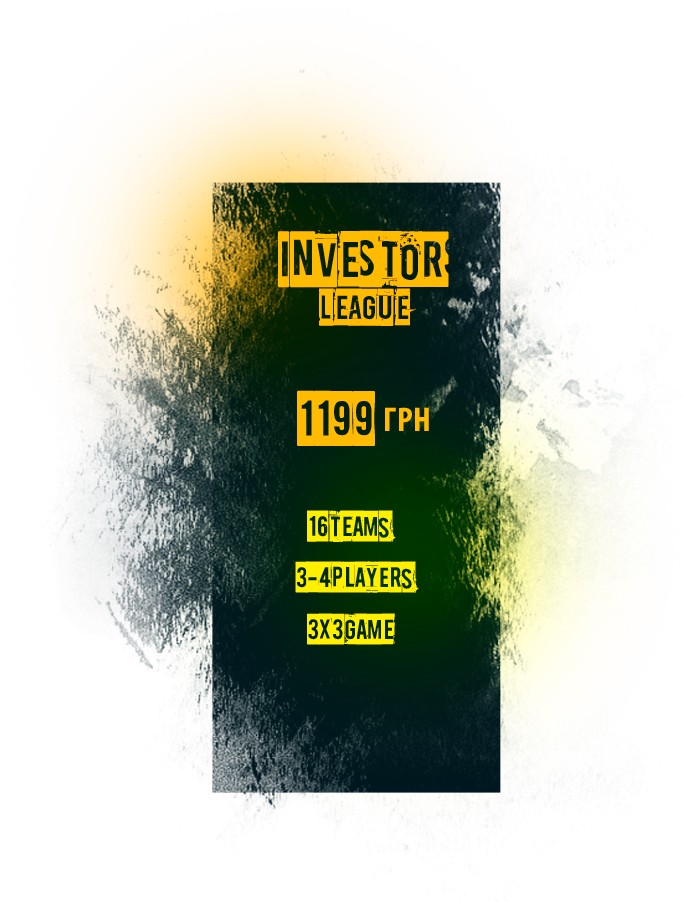 INVESTOR
LEAGUE
1199 ГРН
16 TEAMS
3-4 PLAYERS
3X3 GAME